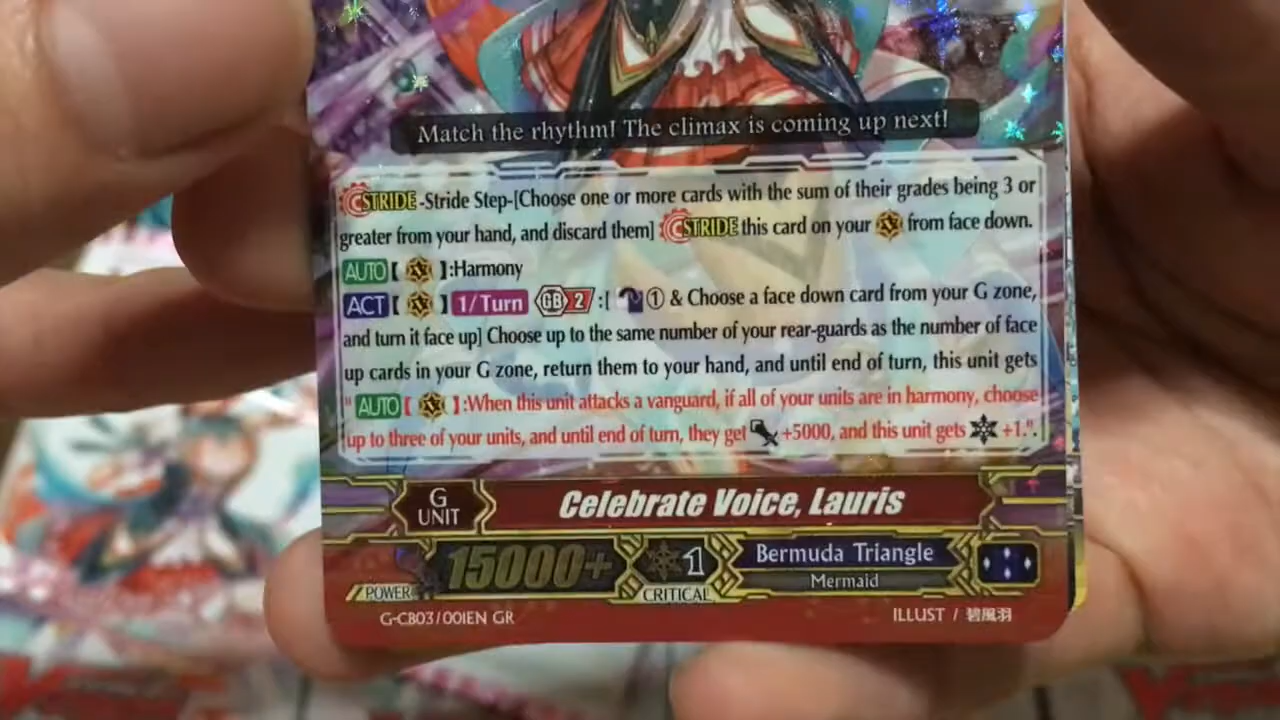 Match the rhythm! The climax is coming up next!
STRIDE -Stride Step-[Choose one or more cards with the sum of their grades being 3 or
greater from your hand, and discard them] STRIDE this card on your from face down.
AUTO【 】:Harmony
ACT【 】1/Turn GB 2 :[ ① & Choose a face down card from your G zone,
and turn it face up] Choose up to the same number of your rear-guards as the number of face
up cards in your G zone, return them to your hand, and until end of turn, this unit gets
"AUTO【 】:When this unit attacks a vanguard, if all of your units are in harmony, choose
up to three of your units, and until end of turn, they get +5000, and this unit gets +1.".
G UNIT
Celebrate Voice, Lauris
POWER 15000+
1 CRITICAL
Bermuda Triangle
Mermaid
G-CB03/001EN GR
ILLUST / 碧風羽